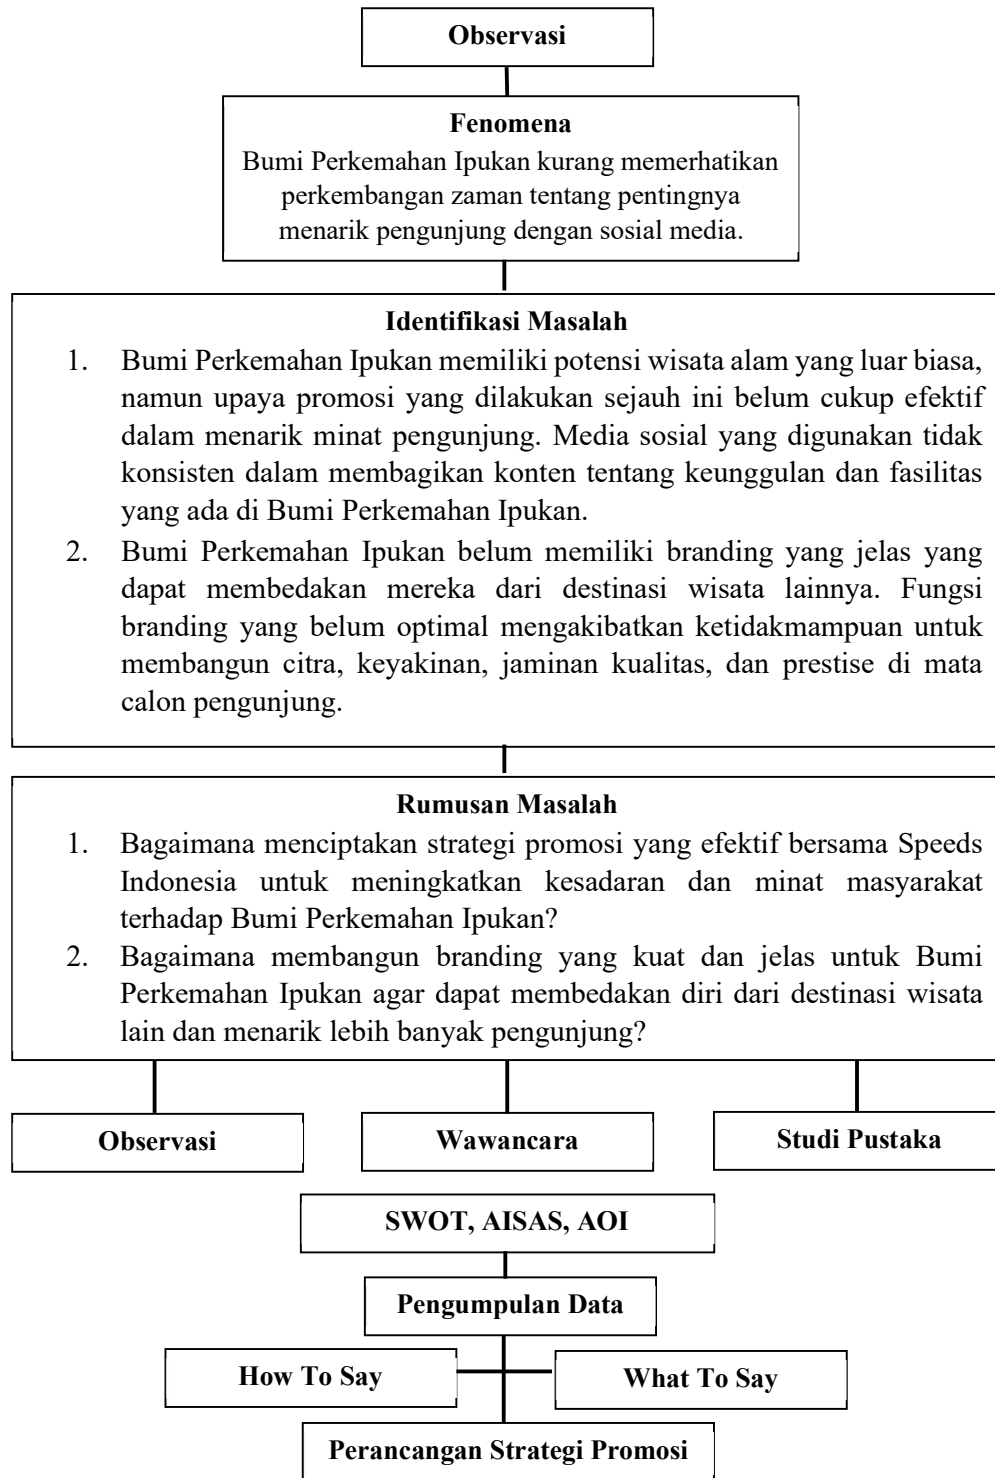 Observasi
Fenomena
Bumi Perkemahan Ipukan kurang memerhatikan
perkembangan zaman tentang pentingnya
menarik pengunjung dengan sosial media.
Identifikasi Masalah
1. Bumi Perkemahan Ipukan memiliki potensi wisata alam yang luar biasa,
namun upaya promosi yang dilakukan sejauh ini belum cukup efektif
dalam menarik minat pengunjung. Media sosial yang digunakan tidak
konsisten dalam membagikan konten tentang keunggulan dan fasilitas
yang ada di Bumi Perkemahan Ipukan.
2. Bumi Perkemahan Ipukan belum memiliki branding yang jelas yang
dapat membedakan mereka dari destinasi wisata lainnya. Fungsi
branding yang belum optimal mengakibatkan ketidakmampuan untuk
membangun citra, keyakinan, jaminan kualitas, dan prestise di mata
calon pengunjung.
Rumusan Masalah
1. Bagaimana menciptakan strategi promosi yang efektif bersama Speeds
Indonesia untuk meningkatkan kesadaran dan minat masyarakat
terhadap Bumi Perkemahan Ipukan?
2. Bagaimana membangun branding yang kuat dan jelas untuk Bumi
Perkemahan Ipukan agar dapat membedakan diri dari destinasi wisata
lain dan menarik lebih banyak pengunjung?
Observasi
Wawancara
Studi Pustaka
SWOT, AISAS, AOI
Pengumpulan Data
How To Say
What To Say
Perancangan Strategi Promosi